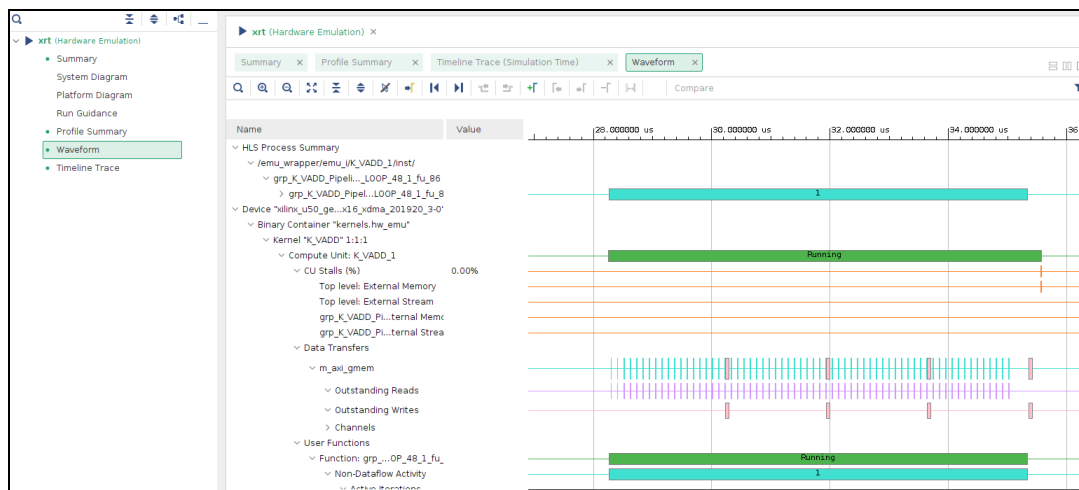 xrt (Hardware Emulation)
Summary
System Diagram
Platform Diagram
Run Guidance
Profile Summary
Waveform
Timeline Trace
xrt (Hardware Emulation) ×
Summary × Profile Summary × Timeline Trace (Simulation Time) × Waveform ×
Compare
Name Value
28.000000 us 30.000000 us 32.000000 us 34.000000 us 36
HLS Process Summary
/emu_wrapper/emu_i/K_VADD_1/inst/
grp_K_VADD_Pipeli..._LOOP_48_1_fu_86
grp_K_VADD_Pipel...LOOP_48_1_fu_8 1
Device "xilinx_u50_ge...x16_xdma_201920_3-0"
Binary Container "kernels.hw_emu"
Kernel "K_VADD" 1:1:1
Compute Unit: K_VADD_1 Running
CU Stalls (%) 0.00%
Top level: External Memory
Top level: External Stream
grp_K_VADD_Pi...ternal Memc
grp_K_VADD_Pi...ternal Strea
Data Transfers
m_axi_gmem
Outstanding Reads
Outstanding Writes
Channels
User Functions
Function: grp_...OP_48_1_fu_ Running
Non-Dataflow Activity 1
Active Iterations